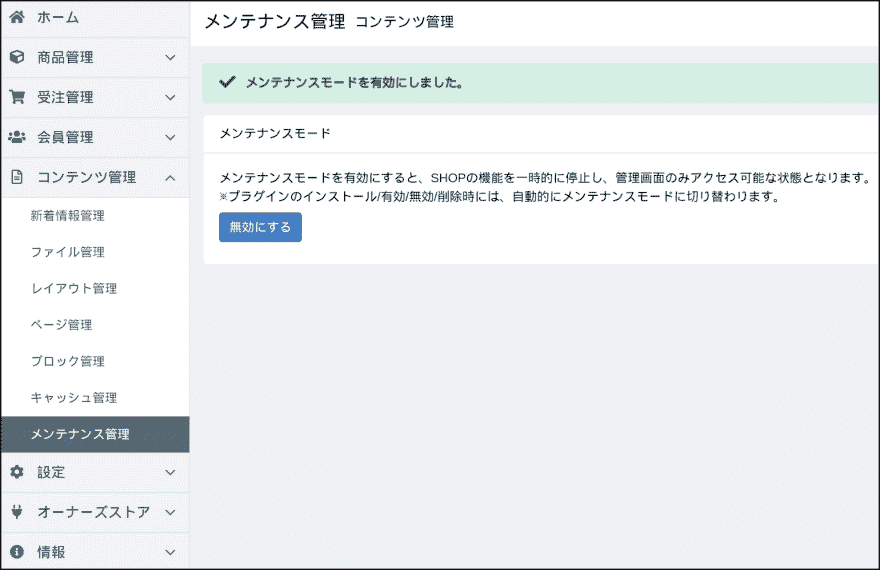 ホーム
商品管理
受注管理
会員管理
コンテンツ管理
新着情報管理
ファイル管理
レイアウト管理
ページ管理
ブロック管理
キャッシュ管理
メンテナンス管理
設定
オーナーズストア
情報
メンテナンス管理 コンテンツ管理
メンテナンスモードを有効にしました。
メンテナンスモード
メンテナンスモードを有効にすると、SHOPの機能を一時的に停止し、管理画面のみアクセス可能な状態となります。
※プラグインのインストール/有効/無効/削除時には、自動的にメンテナンスモードに切り替わります。
無効にする